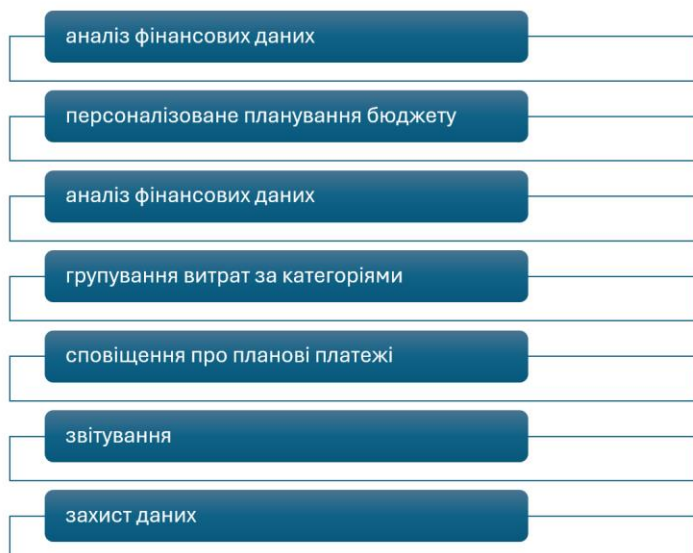 аналіз фінансових даних
персоналізоване планування бюджету
аналіз фінансових даних
групування витрат за категоріями
сповіщення про планові платежі
звітування
захист даних